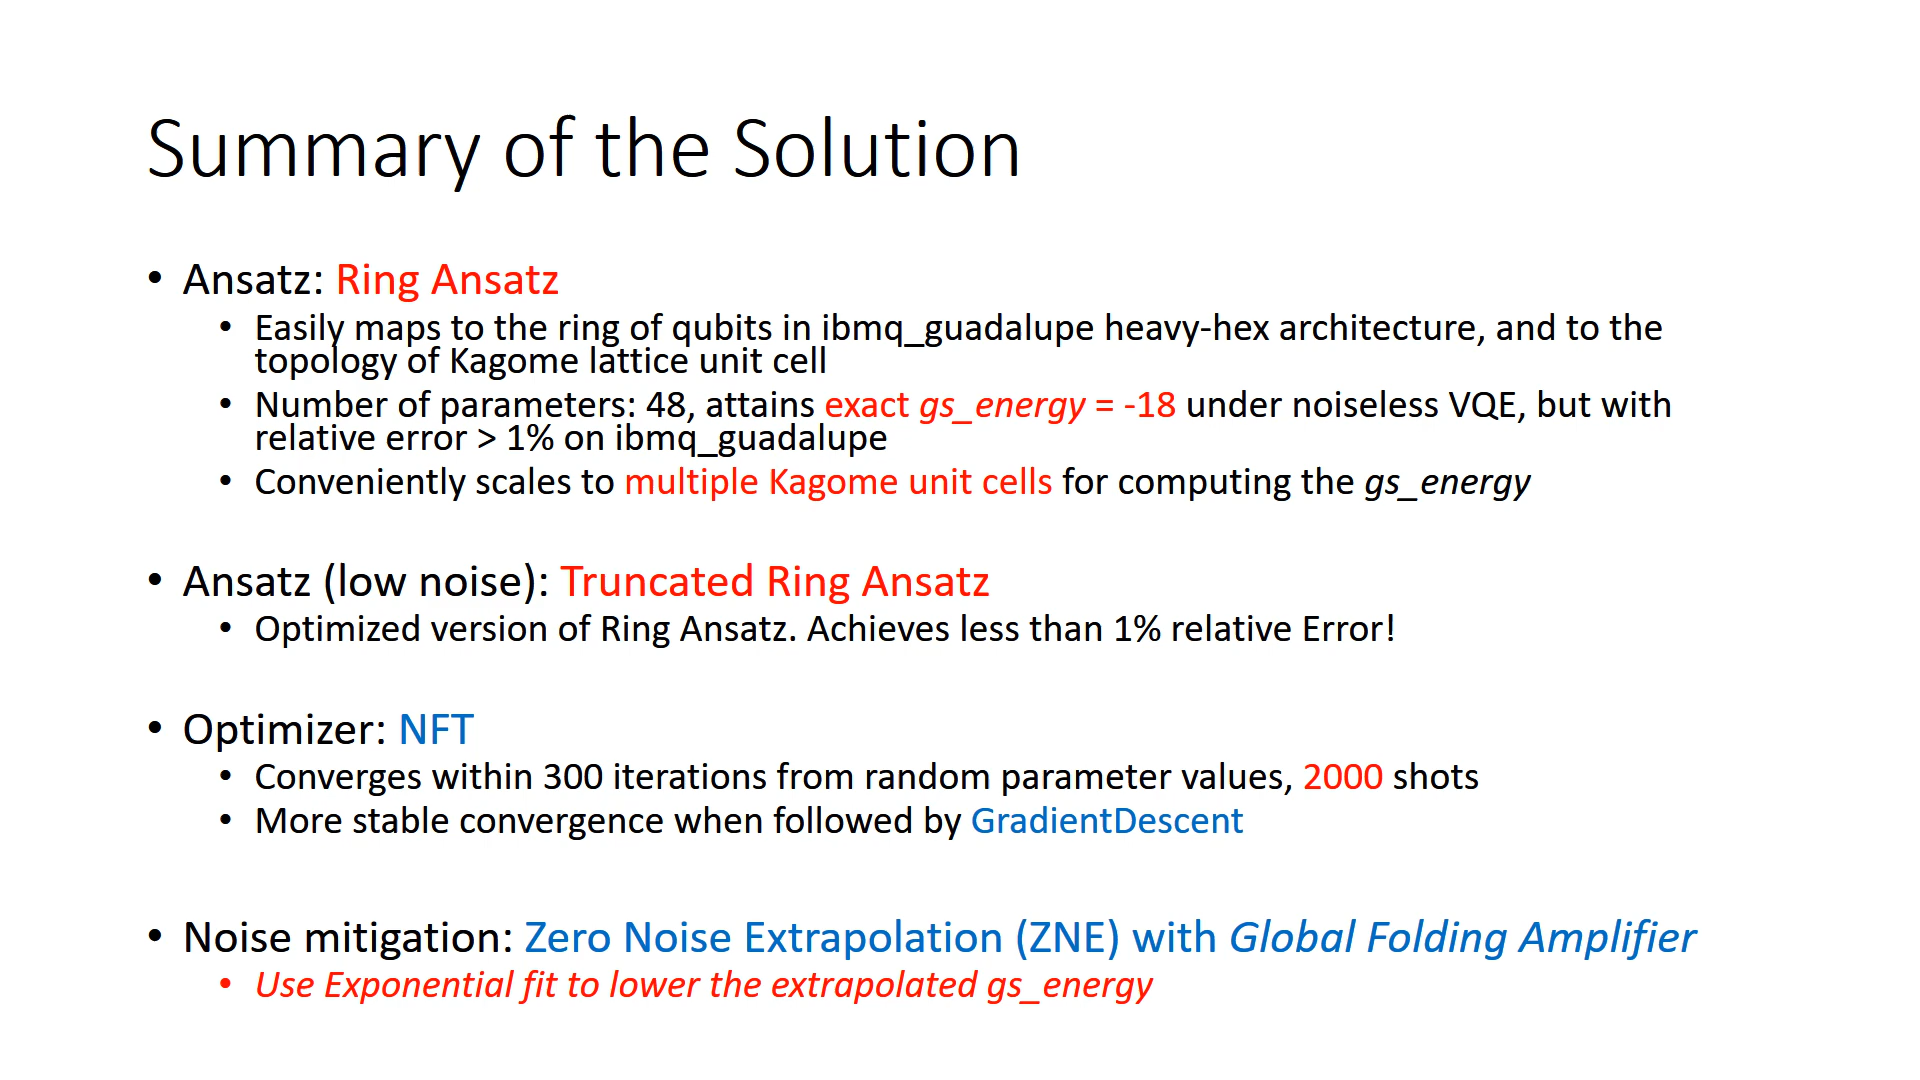 Summary of the Solution
• Ansatz: Ring Ansatz
• Easily maps to the ring of qubits in ibmq_guadalupe heavy-hex architecture, and to the
topology of Kagome lattice unit cell
• Number of parameters: 48, attains exact gs_energy = -18 under noiseless VQE, but with
relative error > 1% on ibmq_guadalupe
• Conveniently scales to multiple Kagome unit cells for computing the gs_energy
• Ansatz (low noise): Truncated Ring Ansatz
• Optimized version of Ring Ansatz. Achieves less than 1% relative Error!
• Optimizer: NFT
• Converges within 300 iterations from random parameter values, 2000 shots
• More stable convergence when followed by GradientDescent
• Noise mitigation: Zero Noise Extrapolation (ZNE) with Global Folding Amplifier
• Use Exponential fit to lower the extrapolated gs_energy